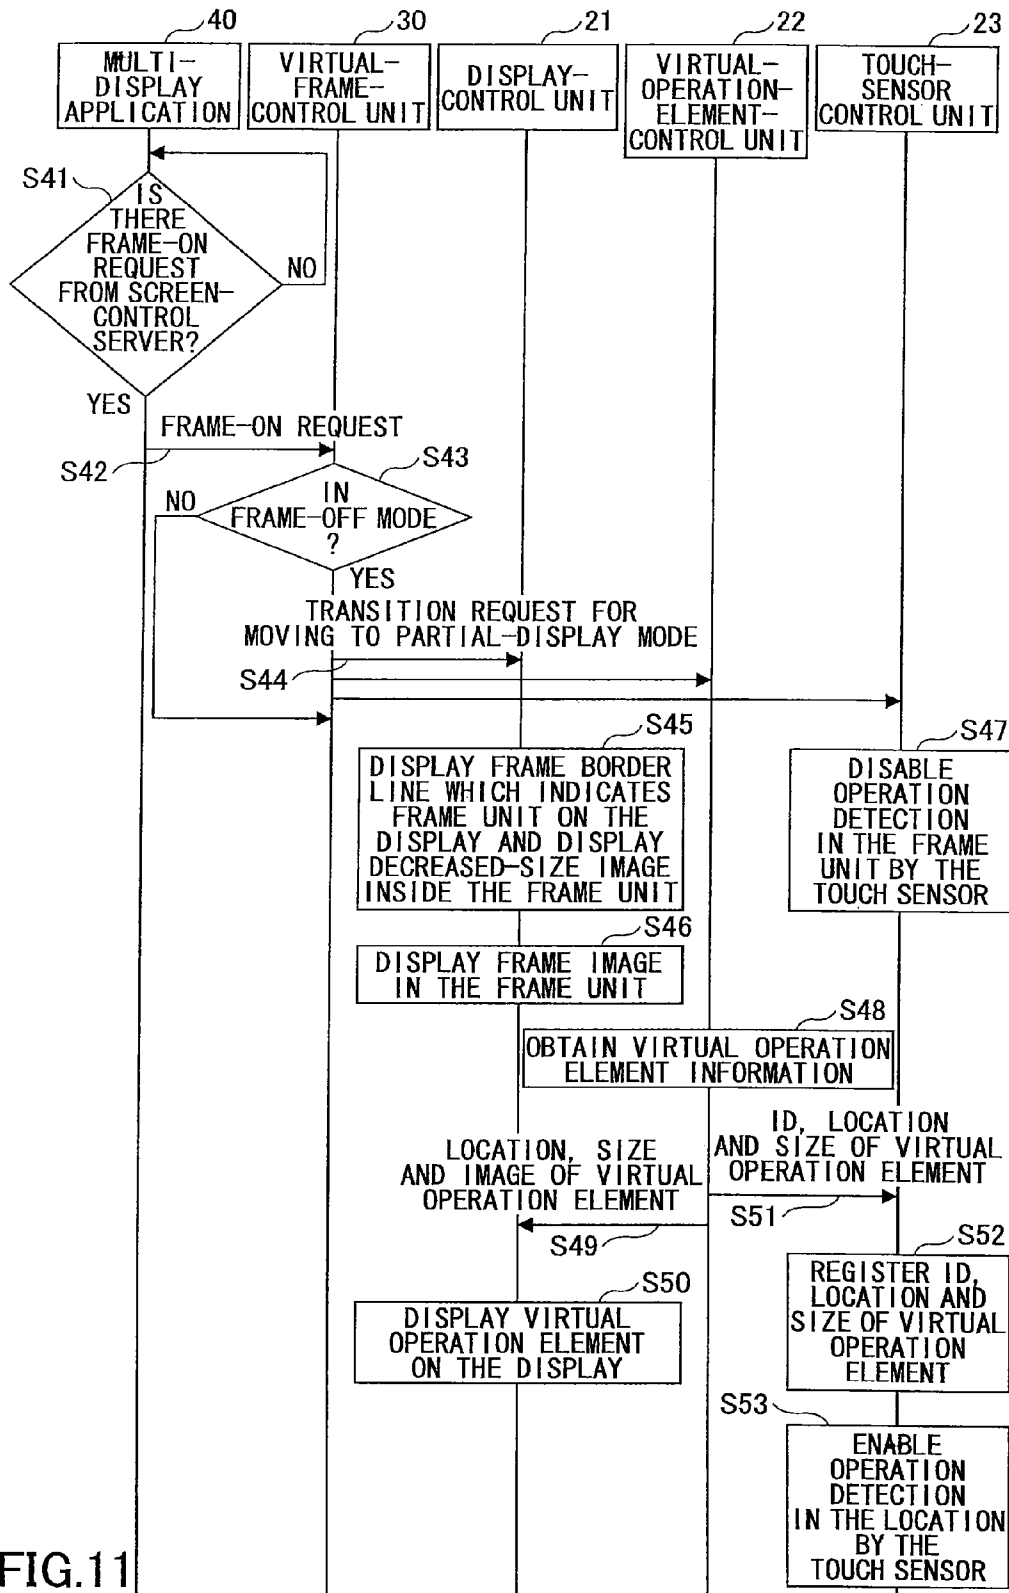 40
30
21
22
23
MULTI-
DISPLAY
APPLICATION
VIRTUAL-
FRAME-
CONTROL UNIT
DISPLAY-
CONTROL UNIT
VIRTUAL-
OPERATION-
ELEMENT-
CONTROL UNIT
TOUCH-
SENSOR
CONTROL UNIT
S41
IS
THERE
FRAME-ON
REQUEST
FROM SCREEN-
CONTROL
SERVER?
NO
YES
FRAME-ON REQUEST
S42
S43
NO
IN
FRAME-OFF MODE
?
YES
TRANSITION REQUEST FOR
MOVING TO PARTIAL-DISPLAY MODE
S44
S45
DISPLAY FRAME BORDER
LINE WHICH INDICATES
FRAME UNIT ON THE
DISPLAY AND DISPLAY
DECREASED-SIZE IMAGE
INSIDE THE FRAME UNIT
S47
DISABLE
OPERATION
DETECTION
IN THE FRAME
UNIT BY THE
TOUCH SENSOR
S46
DISPLAY FRAME IMAGE
IN THE FRAME UNIT
S48
OBTAIN VIRTUAL OPERATION
ELEMENT INFORMATION
ID, LOCATION
AND SIZE OF VIRTUAL
OPERATION ELEMENT
S51
LOCATION, SIZE
AND IMAGE OF VIRTUAL
OPERATION ELEMENT
S49
S52
REGISTER ID,
LOCATION AND
SIZE OF VIRTUAL
OPERATION
ELEMENT
S50
DISPLAY VIRTUAL
OPERATION ELEMENT
ON THE DISPLAY
S53
ENABLE
OPERATION
DETECTION
IN THE LOCATION
BY THE
TOUCH SENSOR
FIG.11